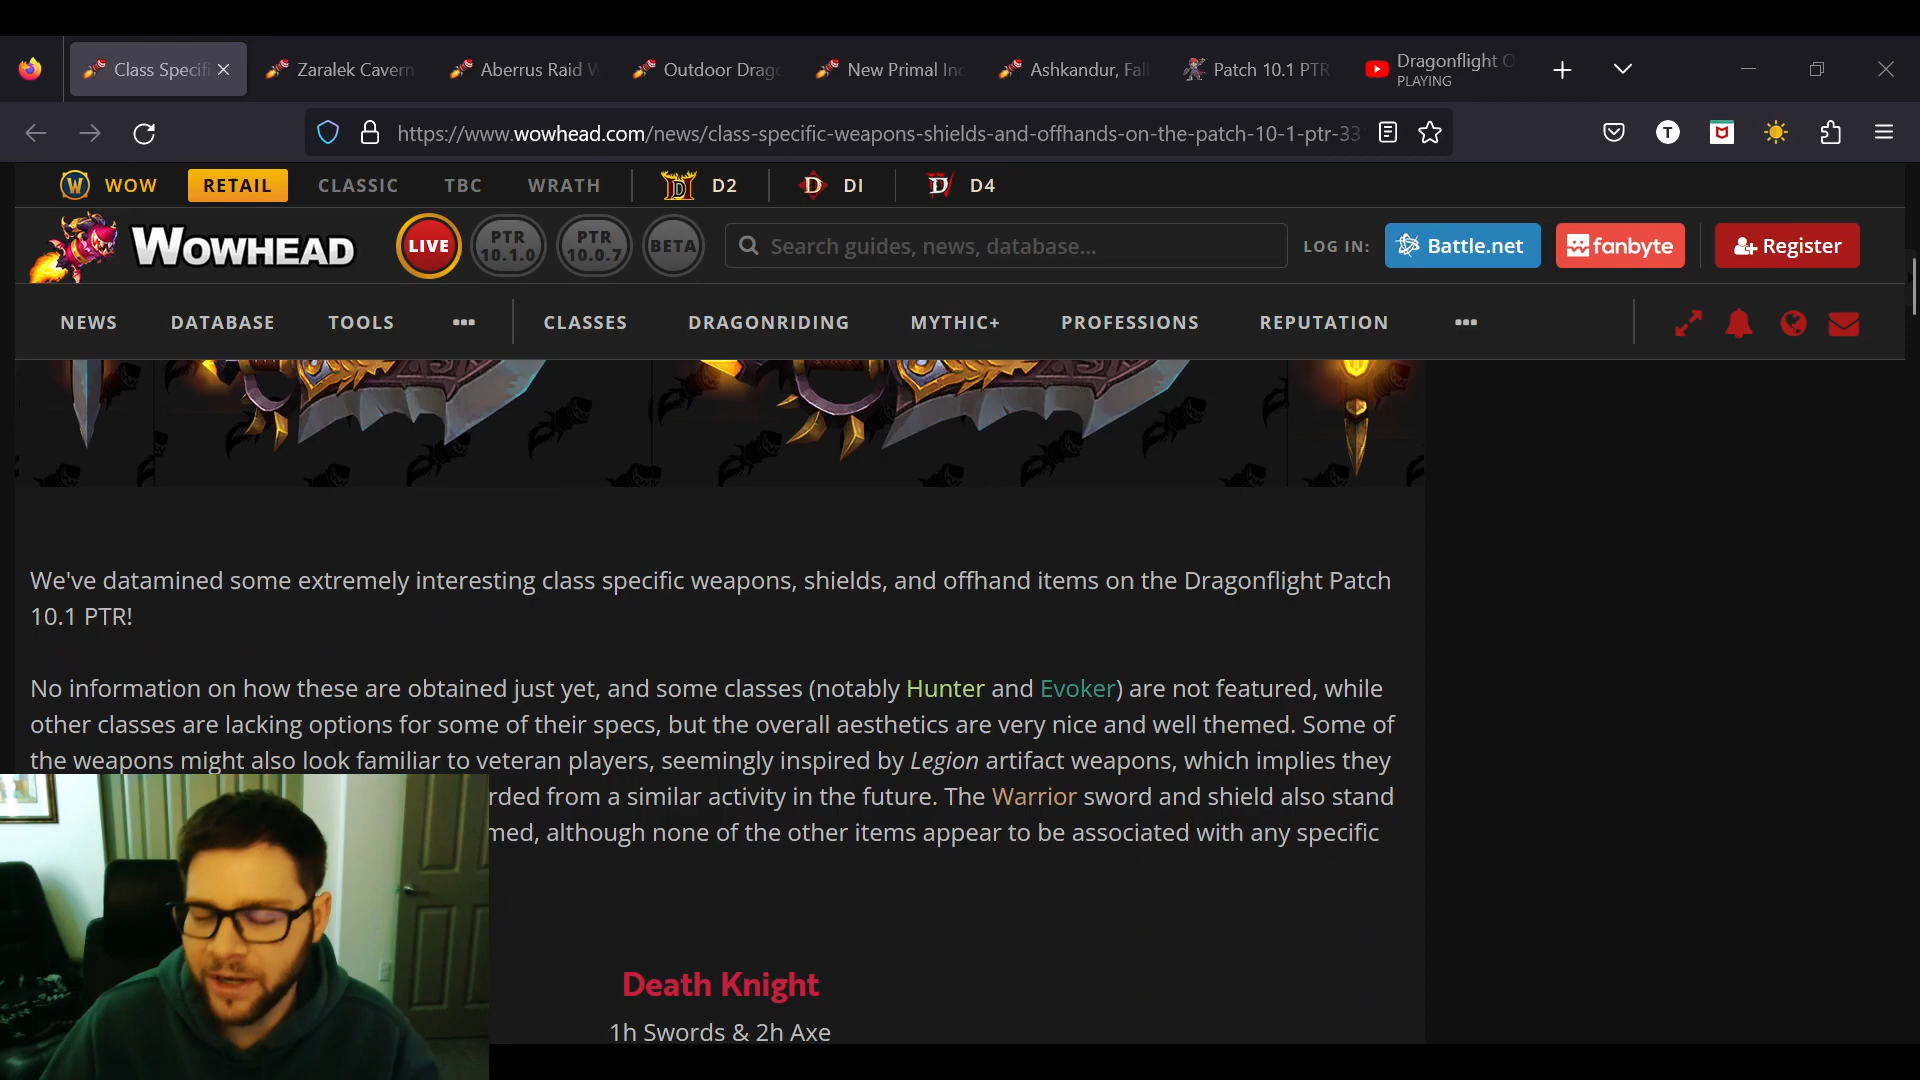 Class Specifi
Zaralek Cavern
Aberrus Raid W
Outdoor Drago
New Primal Inc
Ashkandur, Fall
Patch 10.1 PTR
Dragonflight O
PLAYING
https://www.wowhead.com/news/class-specific-weapons-shields-and-offhands-on-the-patch-10-1-ptr-33
WOW RETAIL CLASSIC TBC WRATH D2 DI D4
WOWHEAD
LIVE
PTR 10.1.0
PTR 10.0.7
BETA
Search guides, news, database...
LOG IN: Battle.net fanbyte Register
NEWS DATABASE TOOLS ••• CLASSES DRAGONRIDING MYTHIC+ PROFESSIONS REPUTATION •••
We've datamined some extremely interesting class specific weapons, shields, and offhand items on the Dragonflight Patch
10.1 PTR!
No information on how these are obtained just yet, and some classes (notably Hunter and Evoker) are not featured, while
other classes are lacking options for some of their specs, but the overall aesthetics are very nice and well themed. Some of
the weapons might also look familiar to veteran players, seemingly inspired by Legion artifact weapons, which implies they
rded from a similar activity in the future. The Warrior sword and shield also stand
med, although none of the other items appear to be associated with any specific
Death Knight
1h Swords & 2h Axe